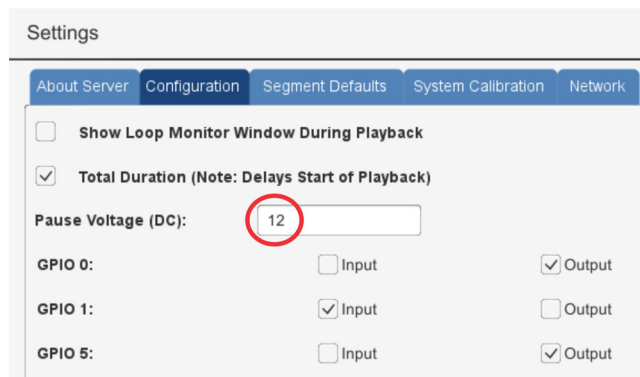 Settings
About Server Configuration Segment Defaults System Calibration Network
Show Loop Monitor Window During Playback
Total Duration (Note: Delays Start of Playback)
Pause Voltage (DC): 12
GPIO 0: Input Output
GPIO 1: Input Output
GPIO 5: Input Output